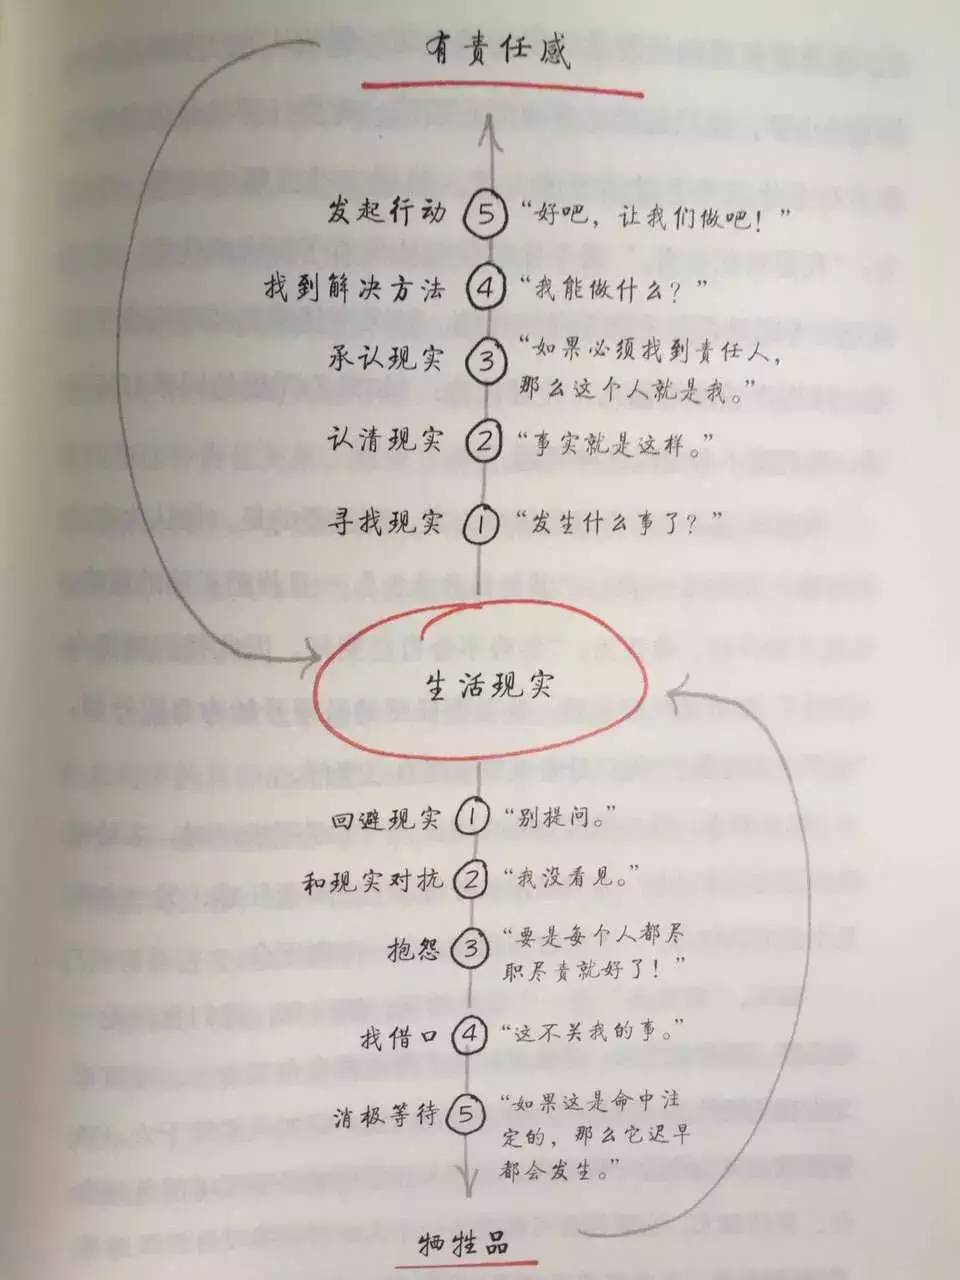 有责任感
发起行动 ⑤ “好吧，让我们做吧！”
找到解决方法 ④ “我能做什么？”
承认现实 ③ “如果必须找到责任人，
那么这个人就是我。”
认清现实 ② “事实就是这样。”
寻找现实 ① “发生什么事了？”
生活现实
回避现实 ① “别提问。”
和现实对抗 ② “我没看见。”
抱怨 ③ “要是每个人都尽
职尽责就好了！”
找借口 ④ “这不关我的事。”
消极等待 ⑤ “如果这是命中注
定的，那么它迟早
都会发生。”
牺牲品